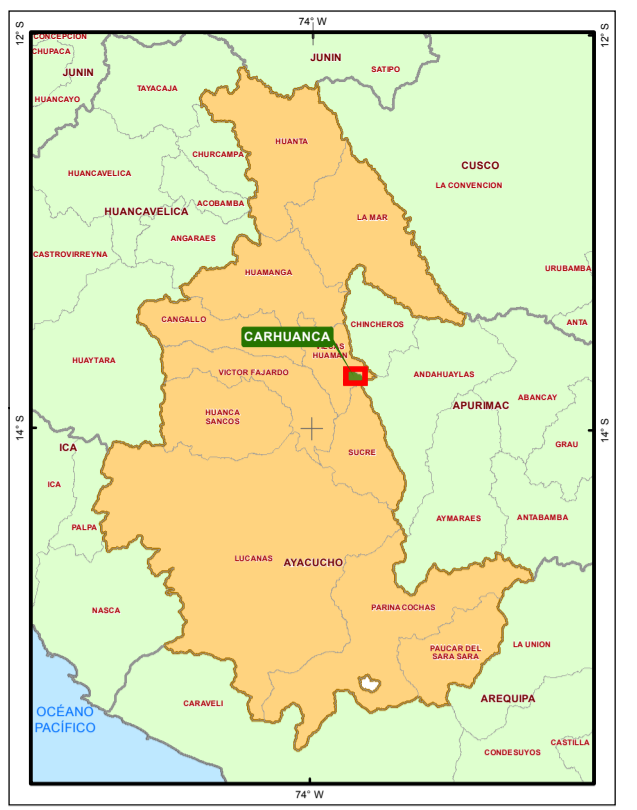 74° W
12° S
12° S
CONCEPCION
CHUPACA
JUNIN
JUNIN
SATIPO
TAYACAJA
HUANCAYO
HUANTA
CHURCAMPA
CUSCO
HUANCAVELICA
LA CONVENCION
ACOBAMBA
HUANCAVELICA
LA MAR
ANGARAES
CASTROVIRREYNA
URUBAMBA
HUAMANGA
CANGALLO
CHINCHEROS
ANTA
CARHUANCA
HUAMAN
HUAYTARA
VICTOR FAJARDO
ANDAHUAYLAS
ABANCAY
APURIMAC
HUANCA
SANCOS
14° S
14° S
GRAU
ICA
SUCRE
ICA
AYMARAES
ANTABAMBA
PALPA
LUCANAS
AYACUCHO
NASCA
PARINACOCHAS
LA UNION
PAUCAR DEL
SARA SARA
CARAVELI
AREQUIPA
OCÉANO
PACÍFICO
CASTILLA
CONDESUYOS
74° W